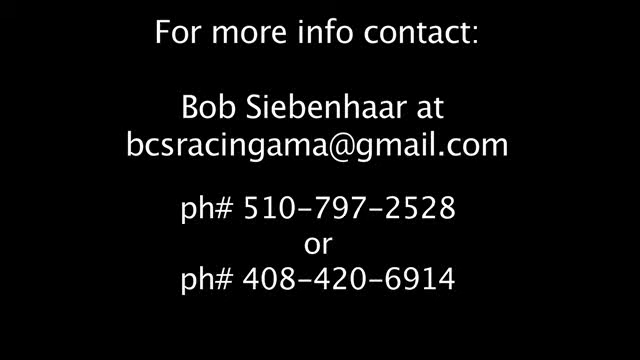 For more info contact:
Bob Siebenhaar at
bcsracingama@gmail.com
ph# 510-797-2528
or
ph# 408-420-6914